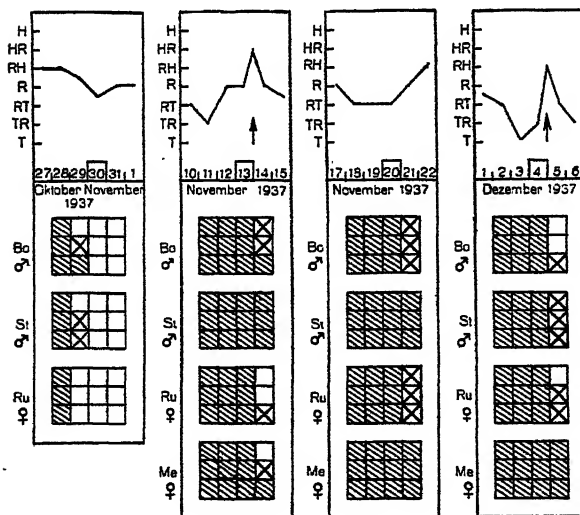 H H H H
HR HR HR HR
RH RH RH RH
R R R R
RT RT RT RT
TR TR TR TR
T T T T
27 28 29 30 31 1 10 11 12 13 14 15 17 18 19 20 21 22 1 2 3 4 5 6
Oktober November November 1937 November 1937 Dezember 1937
1937
Bo Bo Bo Bo
♂ ♂ ♂ ♂
St St St St
♂ ♂ ♂ ♂
Ru Ru Ru Ru
♀ ♀ ♀ ♀
Me Me Me
♀ ♀ ♀